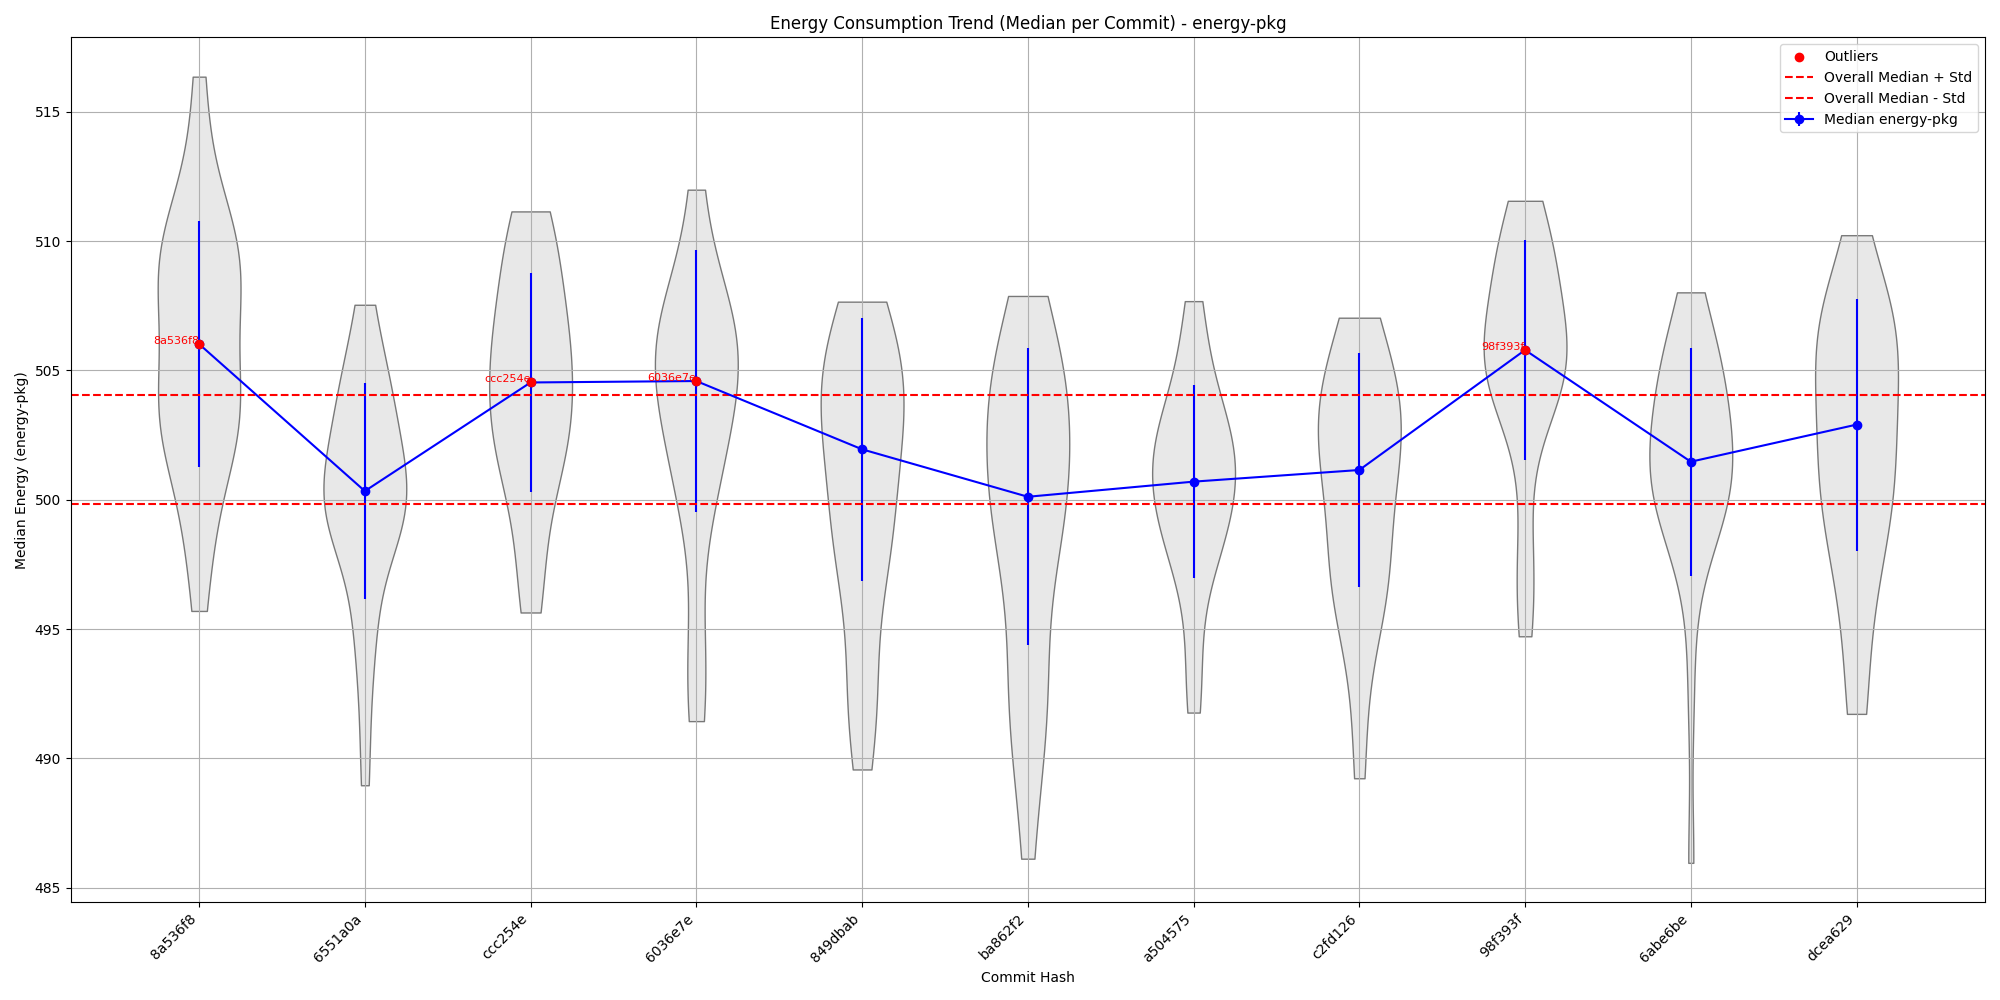 Energy Consumption Trend (Median per Commit) - energy-pkg
Outliers
Overall Median + Std
Overall Median - Std
Median energy-pkg
Median Energy (energy-pkg)
515
510
505
500
495
490
485
8a536f8
ccc254e
6036e7e
98f393f
8a536f8
6551a0a
ccc254e
6036e7e
849dbab
ba862f2
a504575
c2fd126
98f393f
6abe6be
dcea629
Commit Hash